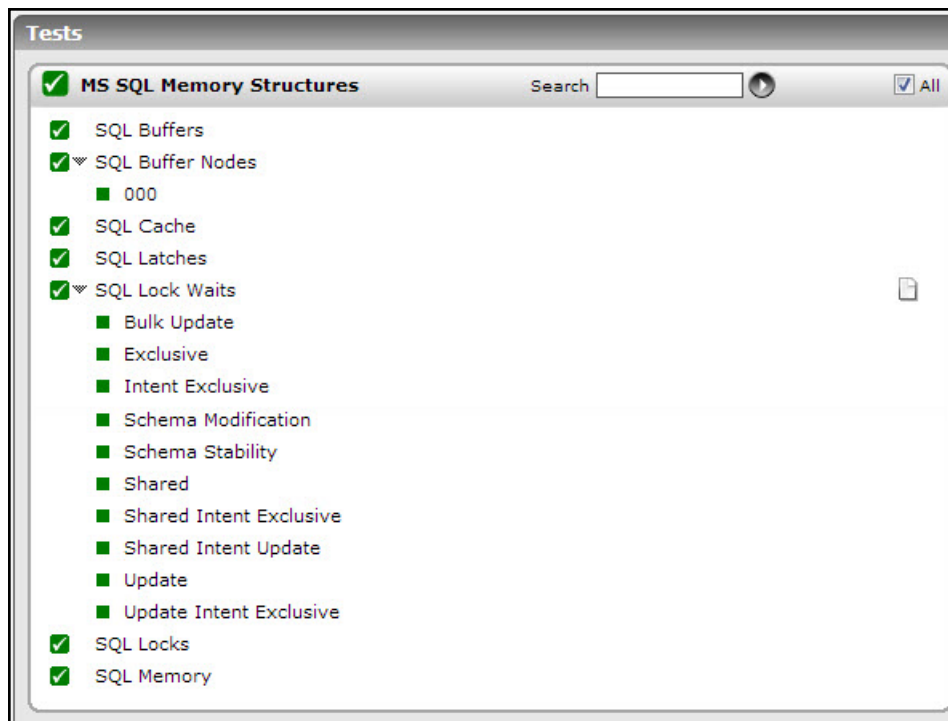 Tests
MS SQL Memory Structures Search All
SQL Buffers
SQL Buffer Nodes
000
SQL Cache
SQL Latches
SQL Lock Waits
Bulk Update
Exclusive
Intent Exclusive
Schema Modification
Schema Stability
Shared
Shared Intent Exclusive
Shared Intent Update
Update
Update Intent Exclusive
SQL Locks
SQL Memory